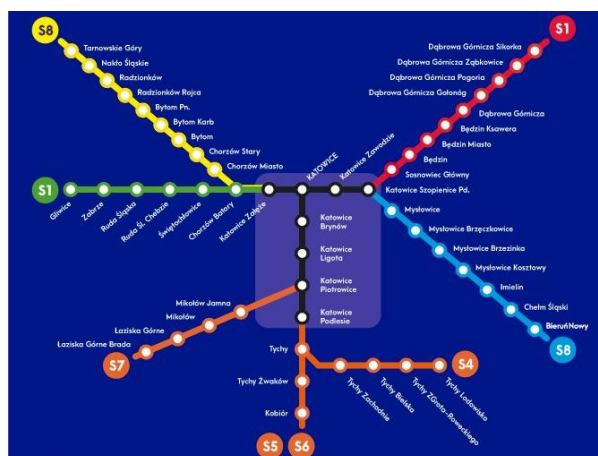 S8
Tarnowskie Góry
Nakło Śląskie
Radzionków
Radzionków Rojca
Bytom Pn.
Bytom Karb
Bytom
Chorzów Stary
Chorzów Miasto
S1
Dąbrowa Górnicza Sikorka
Dąbrowa Górnicza Ząbkowice
Dąbrowa Górnicza Pogoria
Dąbrowa Górnicza Gołonóg
Dąbrowa Górnicza
Będzin Ksawera
Będzin Miasto
Będzin
Sosnowiec Główny
Katowice Szopienice Pd.
S1
Gliwice
Zabrze
Ruda Śląska
Ruda Śl. Chebzie
Świętochłowice
Chorzów Batory
Katowice Załęże
KATOWICE
Katowice Zawodzie
Katowice
Brynów
Katowice
Ligota
Katowice
Piotrowice
Katowice
Podlesie
Mysłowice
Mysłowice Brzęczkowice
Mysłowice Brzezinka
Mysłowice Kosztowy
Imielin
Chełm Śląski
BieruńNowy
S8
Mikołów Jamna
Mikołów
Łaziska Górne
Łaziska Górne Brada
S7
Tychy
Tychy Żwaków
Kobiór
S5
S6
S4
Tychy Zachodnie
Tychy Bielska
Tychy ZGrota-Roweckiego
Tychy Lodowisko